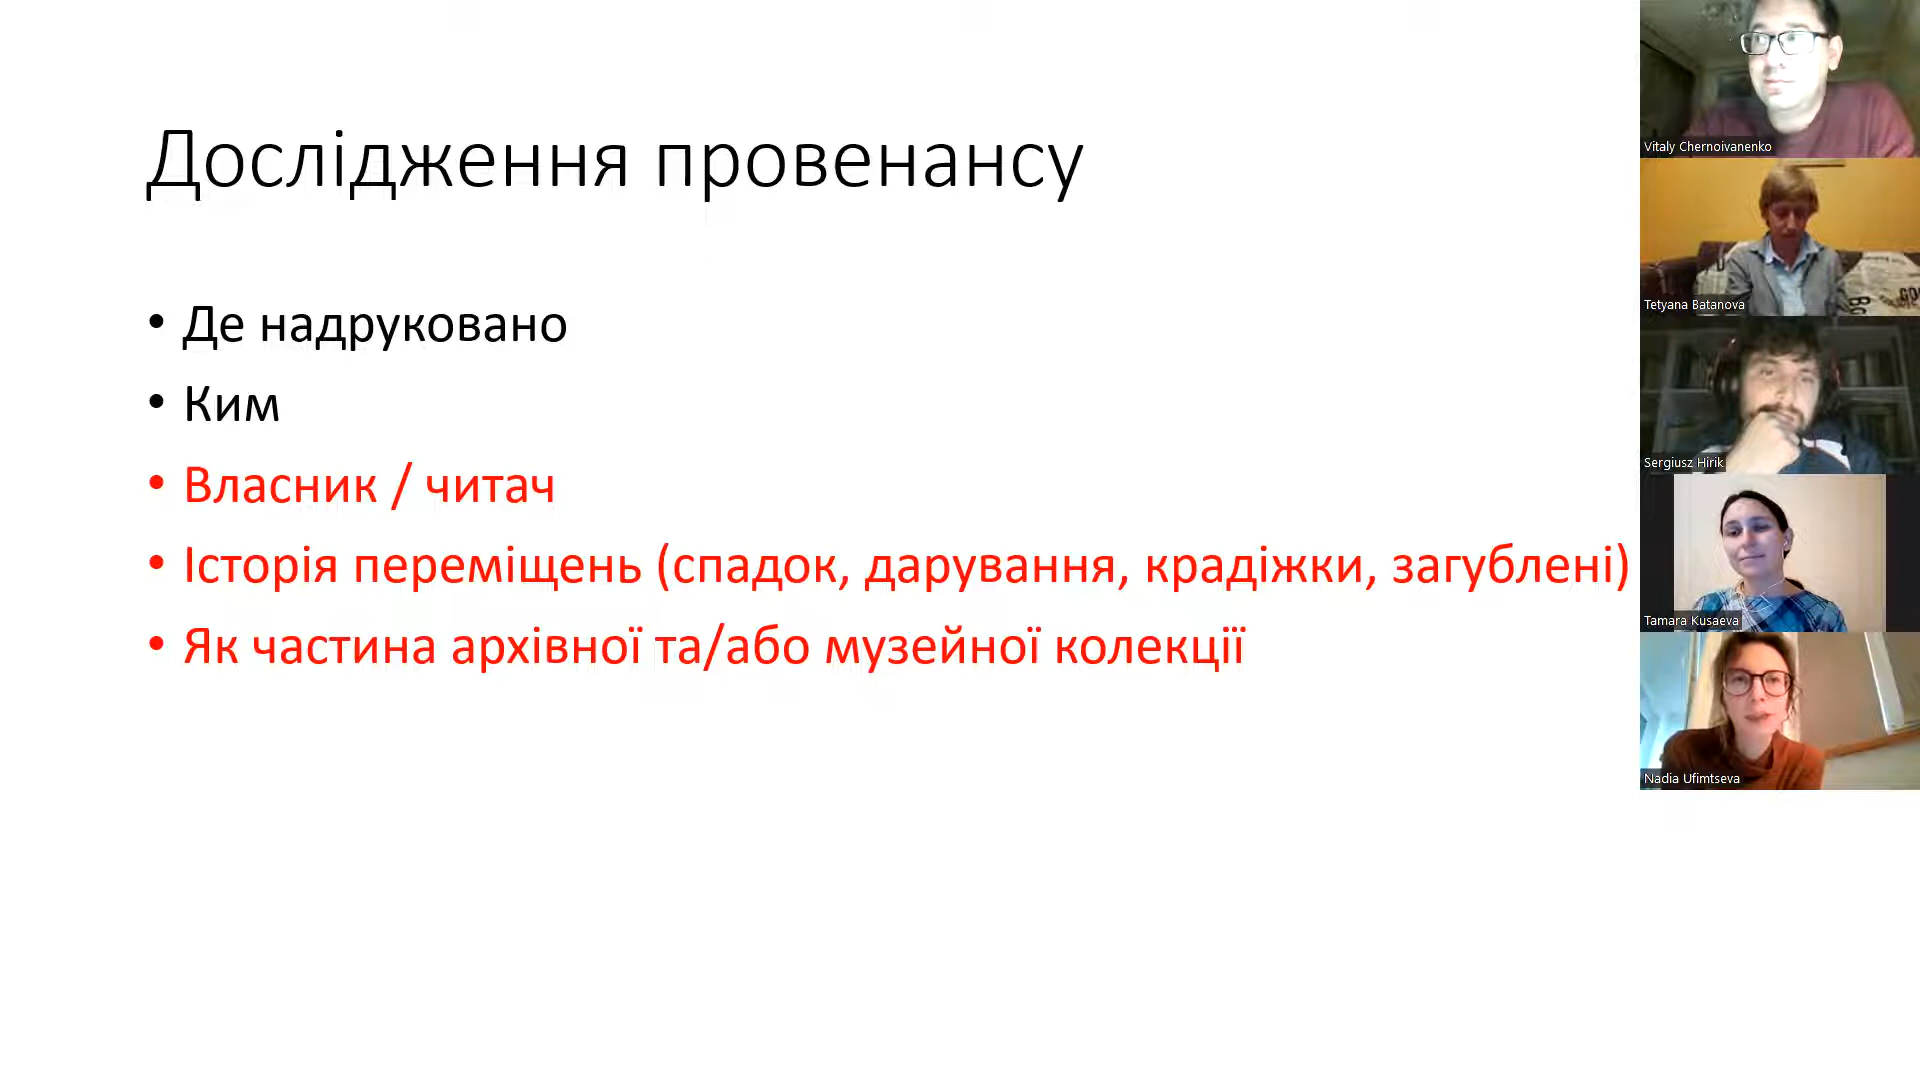 Дослідження провенансу
• Де надруковано
• Ким
• Власник / читач
• Історія переміщень (спадок, дарування, крадіжки, загублені)
• Як частина архівної та/або музейної колекції
Vitaly Chernoivanenko
Tetyana Batanova
Sergiusz Hirik
Tamara Kusaeva
Nadia Ufimtseva